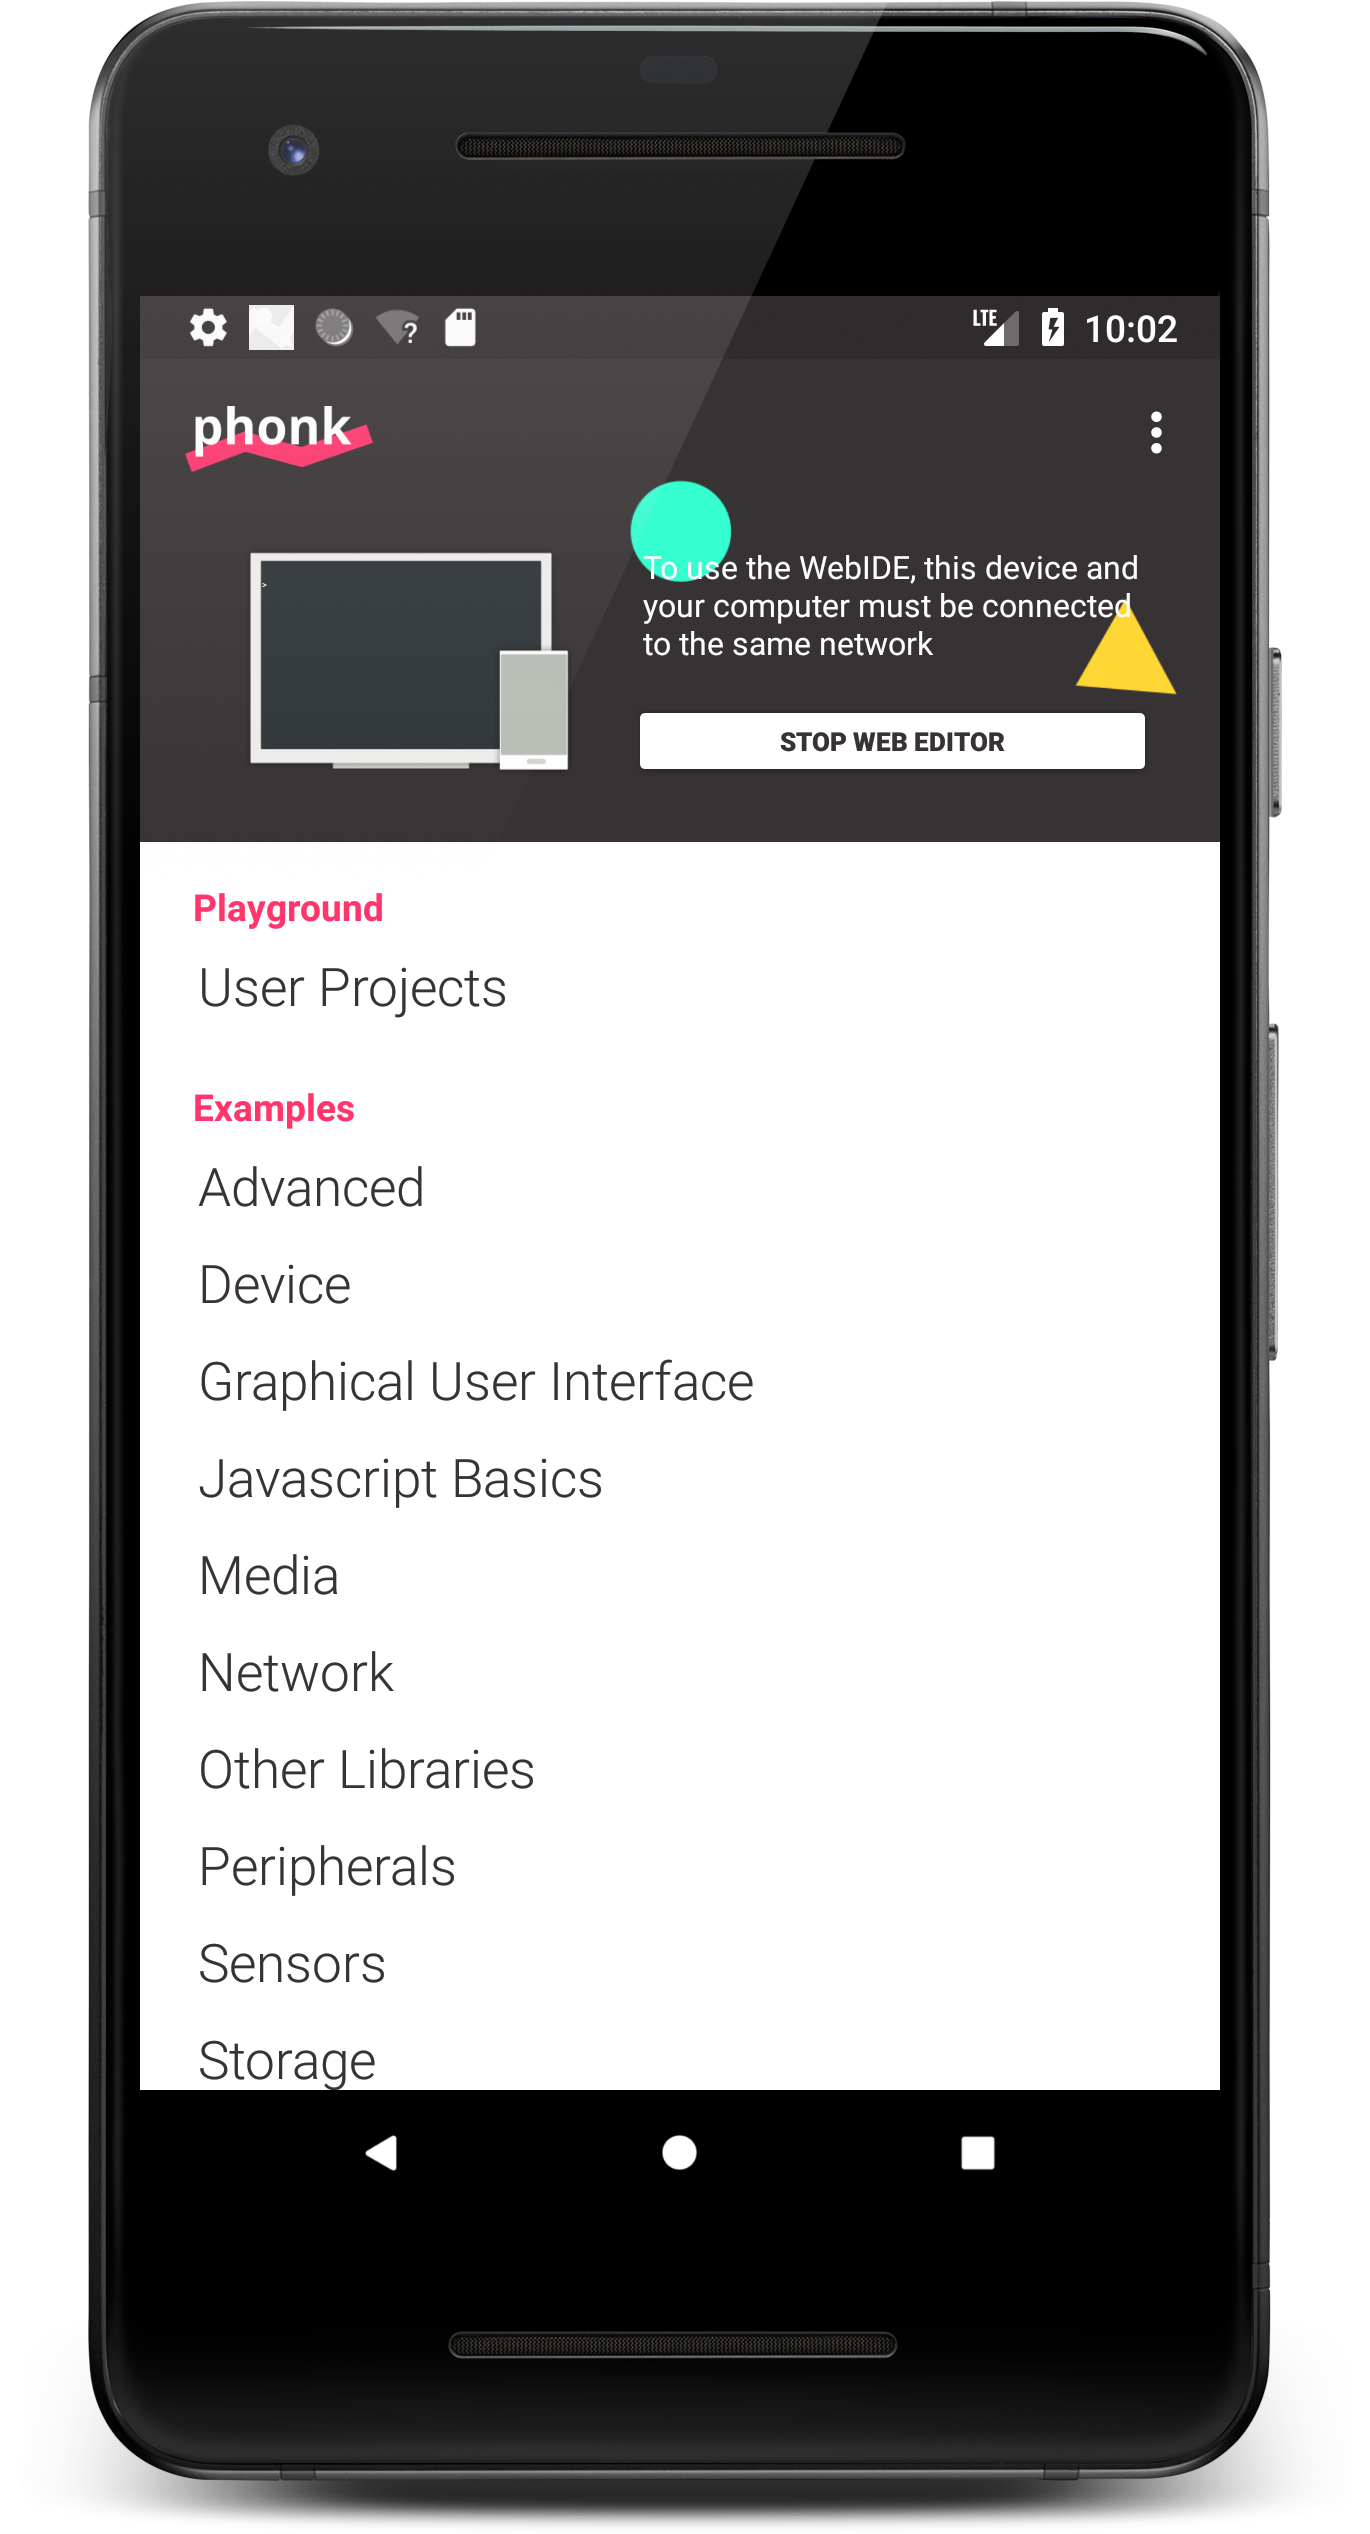 LTE 10:02
phonk
To use the WebIDE, this device and
your computer must be connected
to the same network
>
STOP WEB EDITOR
Playground
User Projects
Examples
Advanced
Device
Graphical User Interface
Javascript Basics
Media
Network
Other Libraries
Peripherals
Sensors
Storage